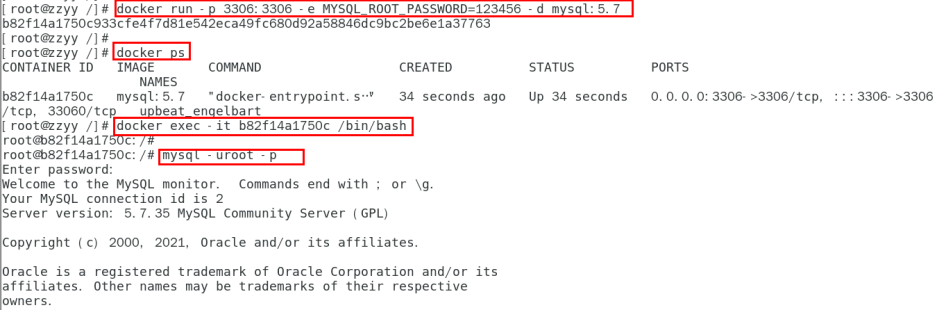 [root@zzyy /]# docker run -p 3306:3306 -e MYSQL_ROOT_PASSWORD=123456 -d mysql:5.7
b82f14a1750c933cfe4f7d81e542eca49fc680d92a58846dc9bc2be6e1a37763
[root@zzyy /]#
[root@zzyy /]# docker ps
CONTAINER ID   IMAGE       COMMAND                  CREATED          STATUS          PORTS
                 NAMES
b82f14a1750c   mysql:5.7   "docker-entrypoint.s…"   34 seconds ago   Up 34 seconds   0.0.0.0:3306->3306/tcp, :::3306->3306
/tcp, 33060/tcp   upbeat_engelbart
[root@zzyy /]# docker exec -it b82f14a1750c /bin/bash
root@b82f14a1750c:/#
root@b82f14a1750c:/# mysql -uroot -p
Enter password:
Welcome to the MySQL monitor.  Commands end with ; or \g.
Your MySQL connection id is 2
Server version: 5.7.35 MySQL Community Server (GPL)
Copyright (c) 2000, 2021, Oracle and/or its affiliates.
Oracle is a registered trademark of Oracle Corporation and/or its
affiliates. Other names may be trademarks of their respective
owners.